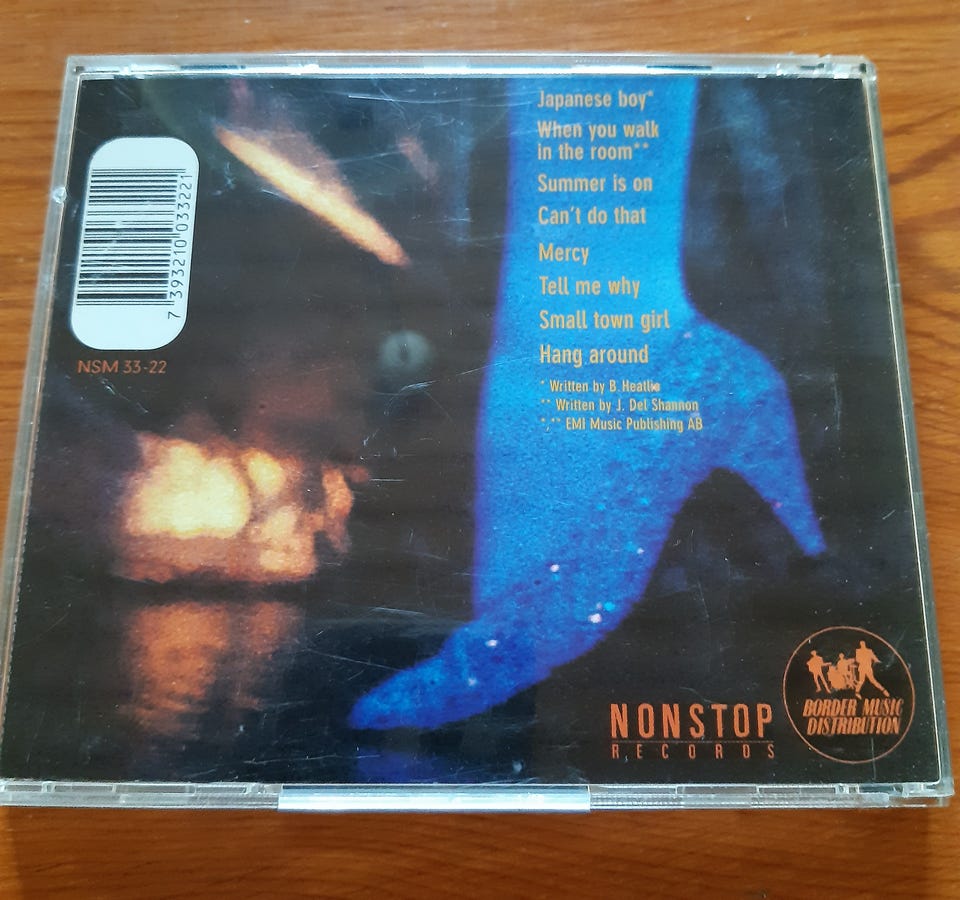 Japanese boy*
When you walk
in the room**
Summer is on
Can't do that
Mercy
Tell me why
Small town girl
Hang around
* Written by B. Heatlie
** Written by J. Del Shannon
*,** EMI Music Publishing AB
7 393210 033221
NSM 33-22
NONSTOP
RECORDS
BORDER MUSIC
DISTRIBUTION